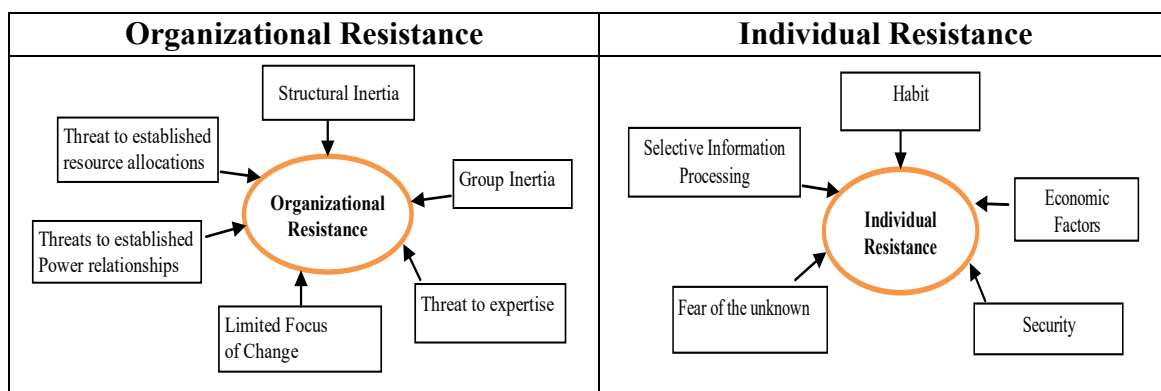 Organizational Resistance
Structural Inertia
Threat to established
resource allocations
Group Inertia
Organizational
Resistance
Threats to established
Power relationships
Threat to expertise
Limited Focus
of Change
Individual Resistance
Habit
Selective Information
Processing
Economic
Factors
Individual
Resistance
Fear of the unknown
Security